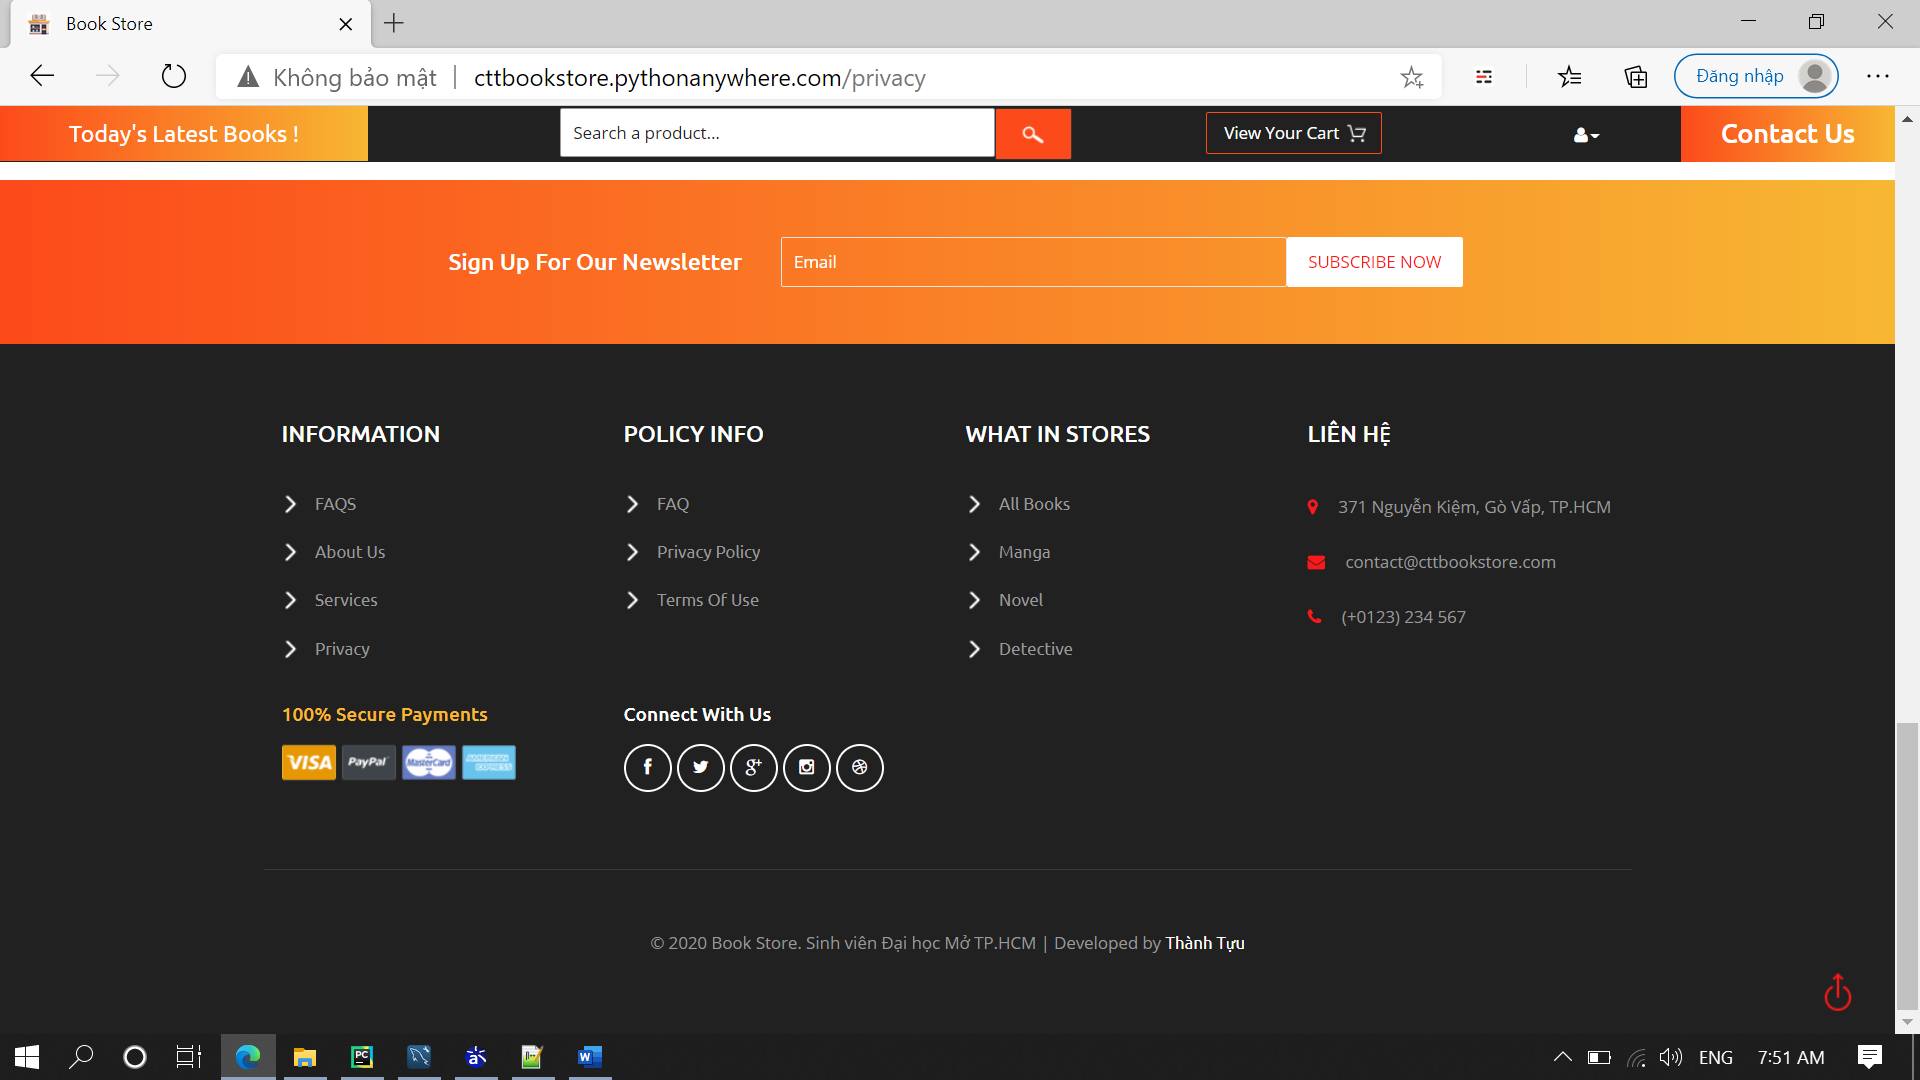 Book Store
Không bảo mật | cttbookstore.pythonanywhere.com/privacy
Đăng nhập
Today's Latest Books !
Search a product...
View Your Cart
Contact Us
Sign Up For Our Newsletter
Email
SUBSCRIBE NOW
INFORMATION
FAQS
About Us
Services
Privacy
POLICY INFO
FAQ
Privacy Policy
Terms Of Use
WHAT IN STORES
All Books
Manga
Novel
Detective
LIÊN HỆ
371 Nguyễn Kiệm, Gò Vấp, TP.HCM
contact@cttbookstore.com
(+0123) 234 567
100% Secure Payments
VISA
PayPal
MasterCard
AMERICAN EXPRESS
Connect With Us
© 2020 Book Store. Sinh viên Đại học Mở TP.HCM | Developed by Thành Tựu
ENG
7:51 AM